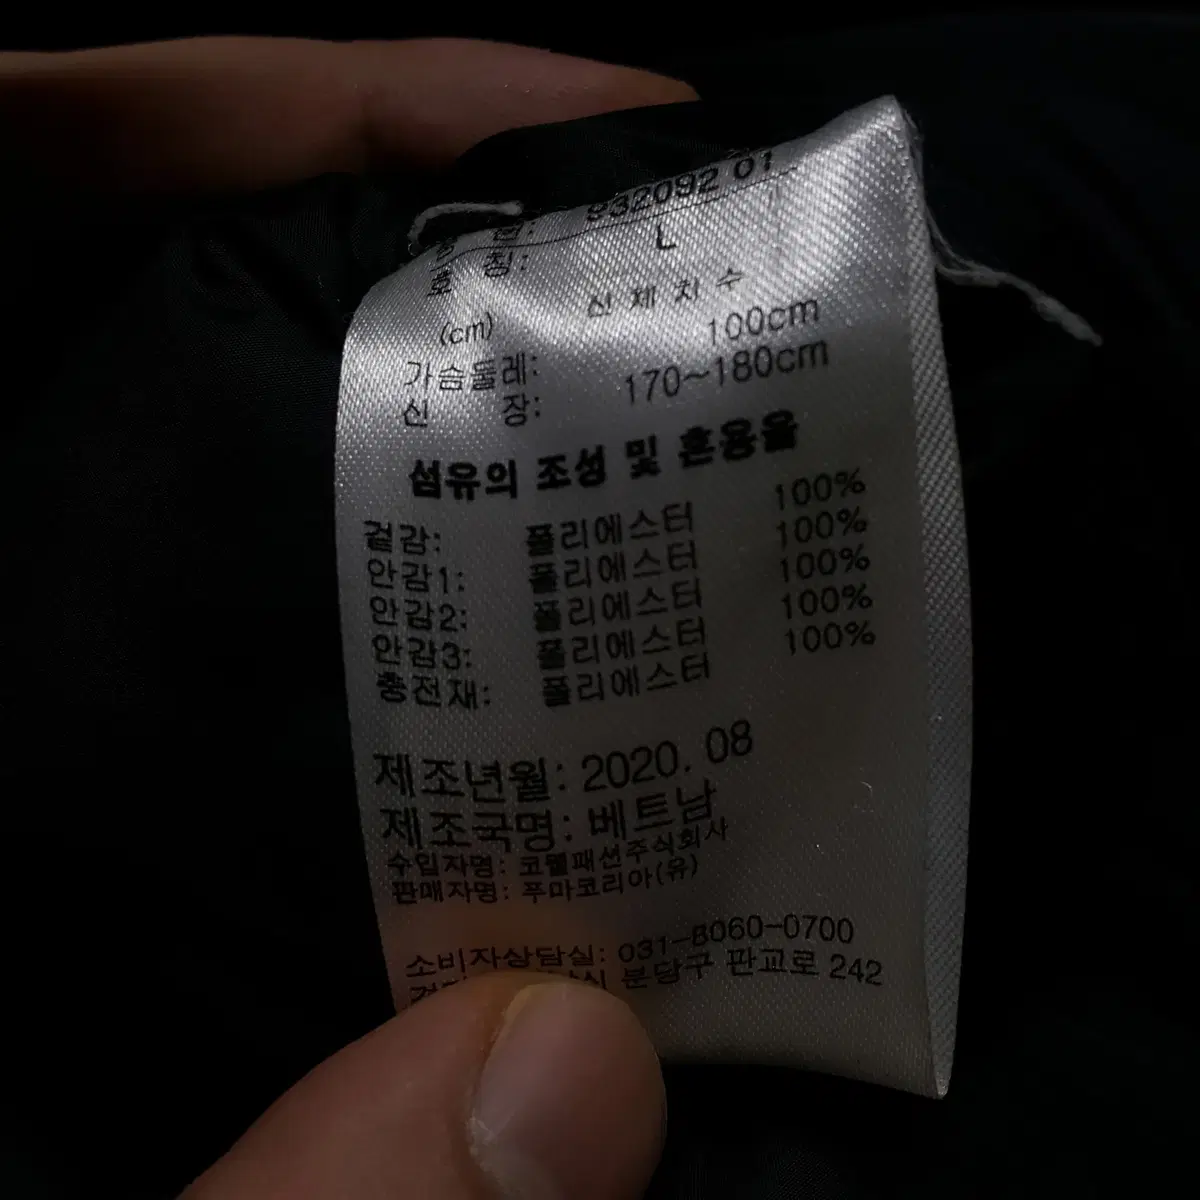 932092 01
호 칭: L
(cm) 신 체 치 수
가슴둘레: 100cm
신 장: 170~180cm
섬유의 조성 및 혼용율
겉감: 폴리에스터 100%
안감1: 폴리에스터 100%
안감2: 폴리에스터 100%
안감3: 폴리에스터 100%
충전재: 폴리에스터 100%
제조년월: 2020. 08
제조국명: 베트남
수입자명: 코웰패션주식회사
판매자명: 푸마코리아(유)
소비자상담실: 031-8060-0700
분당구 판교로 242